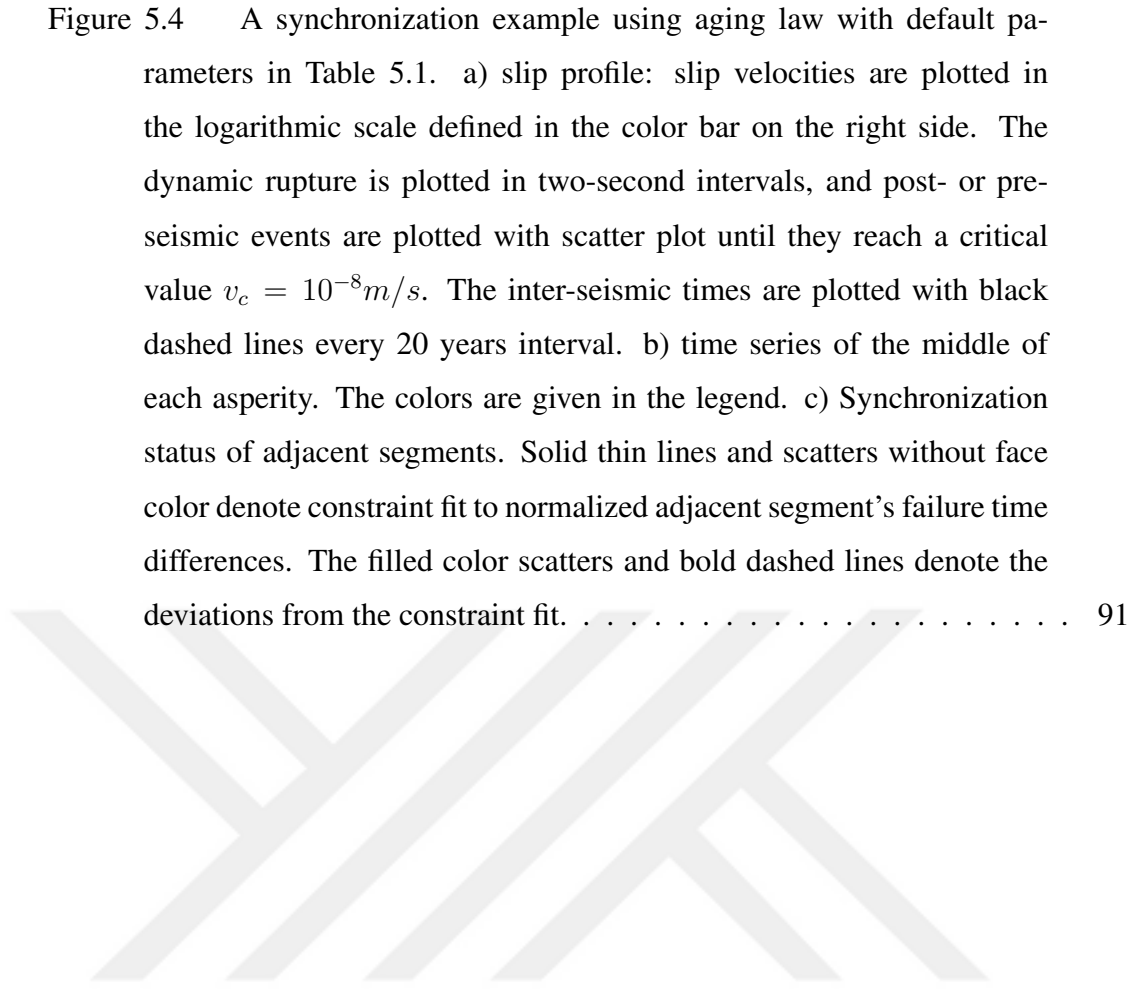 Figure 5.4 A synchronization example using aging law with default pa-
rameters in Table 5.1. a) slip profile: slip velocities are plotted in
the logarithmic scale defined in the color bar on the right side. The
dynamic rupture is plotted in two-second intervals, and post- or pre-
seismic events are plotted with scatter plot until they reach a critical
value $v_c = 10^{-8}m/s$. The inter-seismic times are plotted with black
dashed lines every 20 years interval. b) time series of the middle of
each asperity. The colors are given in the legend. c) Synchronization
status of adjacent segments. Solid thin lines and scatters without face
color denote constraint fit to normalized adjacent segment's failure time
differences. The filled color scatters and bold dashed lines denote the
deviations from the constraint fit. . . . . . . . . . . . . . . . . . . . . . 91